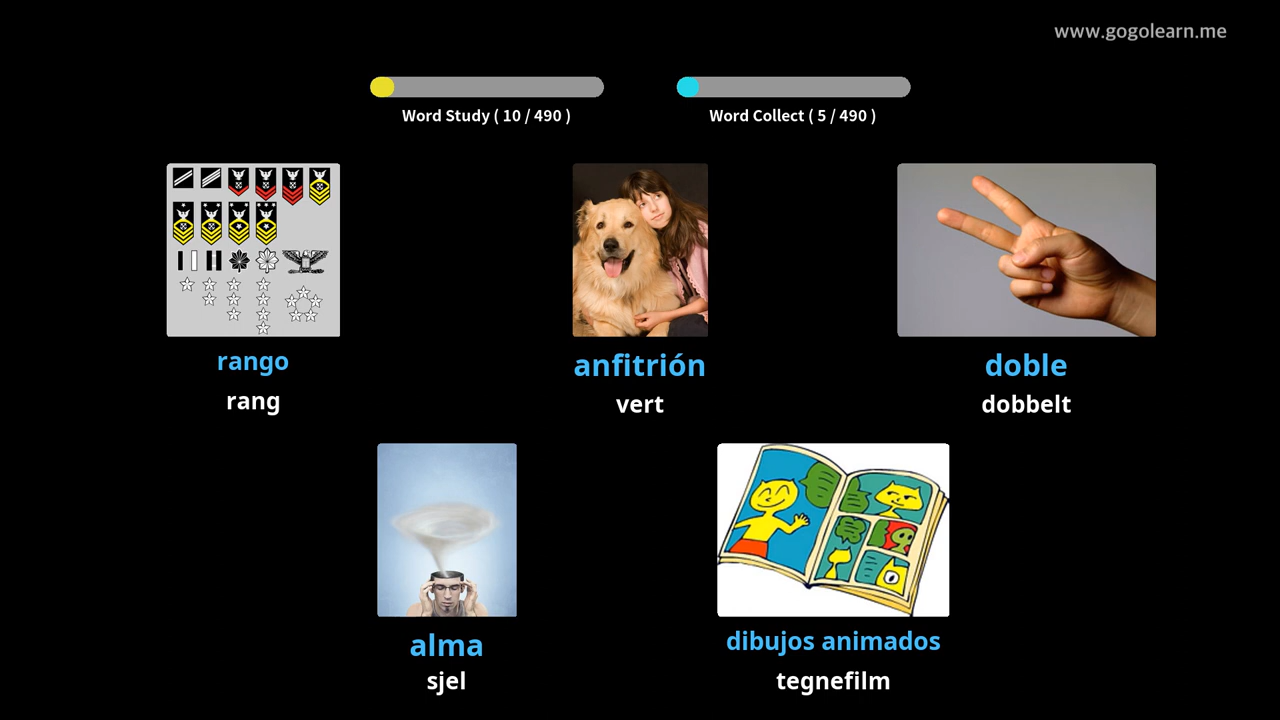 www.gogolearn.me
Word Study ( 10 / 490 )
Word Collect ( 5 / 490 )
rango
rang
anfitrión
vert
doble
dobbelt
alma
sjel
dibujos animados
tegnefilm